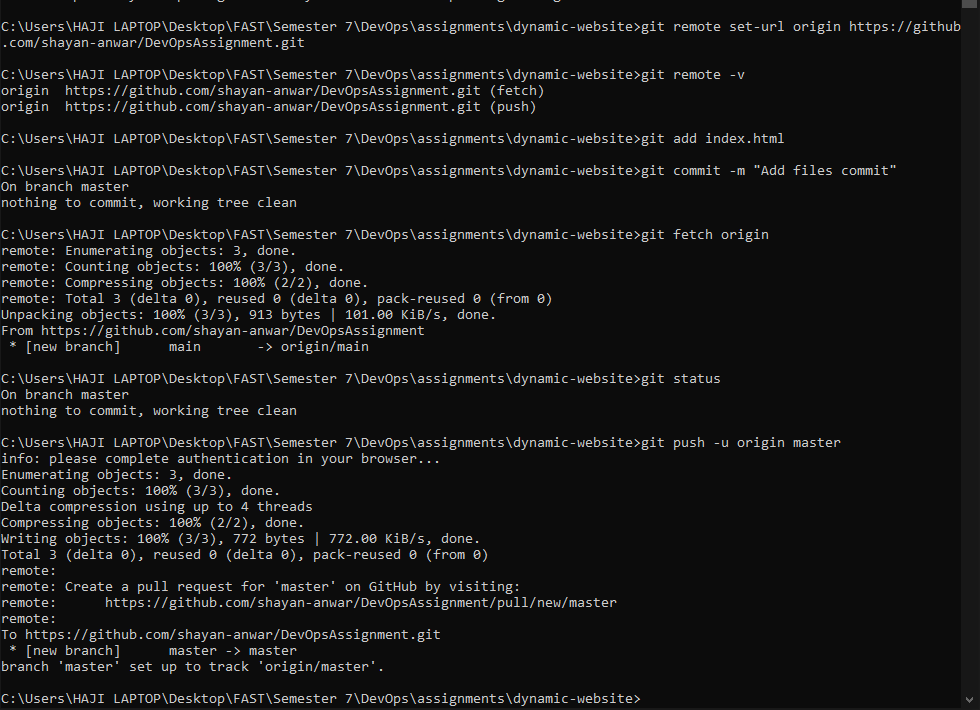 C:\Users\HAJI LAPTOP\Desktop\FAST\Semester 7\DevOps\assignments\dynamic-website>git remote set-url origin https://github
.com/shayan-anwar/DevOpsAssignment.git
C:\Users\HAJI LAPTOP\Desktop\FAST\Semester 7\DevOps\assignments\dynamic-website>git remote -v
origin  https://github.com/shayan-anwar/DevOpsAssignment.git (fetch)
origin  https://github.com/shayan-anwar/DevOpsAssignment.git (push)
C:\Users\HAJI LAPTOP\Desktop\FAST\Semester 7\DevOps\assignments\dynamic-website>git add index.html
C:\Users\HAJI LAPTOP\Desktop\FAST\Semester 7\DevOps\assignments\dynamic-website>git commit -m "Add files commit"
On branch master
nothing to commit, working tree clean
C:\Users\HAJI LAPTOP\Desktop\FAST\Semester 7\DevOps\assignments\dynamic-website>git fetch origin
remote: Enumerating objects: 3, done.
remote: Counting objects: 100% (3/3), done.
remote: Compressing objects: 100% (2/2), done.
remote: Total 3 (delta 0), reused 0 (delta 0), pack-reused 0 (from 0)
Unpacking objects: 100% (3/3), 913 bytes | 101.00 KiB/s, done.
From https://github.com/shayan-anwar/DevOpsAssignment
 * [new branch]      main       -> origin/main
C:\Users\HAJI LAPTOP\Desktop\FAST\Semester 7\DevOps\assignments\dynamic-website>git status
On branch master
nothing to commit, working tree clean
C:\Users\HAJI LAPTOP\Desktop\FAST\Semester 7\DevOps\assignments\dynamic-website>git push -u origin master
info: please complete authentication in your browser...
Enumerating objects: 3, done.
Counting objects: 100% (3/3), done.
Delta compression using up to 4 threads
Compressing objects: 100% (2/2), done.
Writing objects: 100% (3/3), 772 bytes | 772.00 KiB/s, done.
Total 3 (delta 0), reused 0 (delta 0), pack-reused 0 (from 0)
remote:
remote: Create a pull request for 'master' on GitHub by visiting:
remote:      https://github.com/shayan-anwar/DevOpsAssignment/pull/new/master
remote:
To https://github.com/shayan-anwar/DevOpsAssignment.git
 * [new branch]      master -> master
branch 'master' set up to track 'origin/master'.
C:\Users\HAJI LAPTOP\Desktop\FAST\Semester 7\DevOps\assignments\dynamic-website>